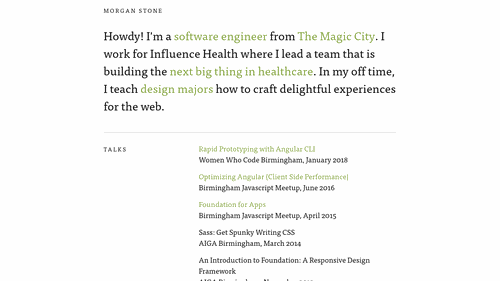 MORGAN STONE
Howdy! I'm a software engineer from The Magic City. I
work for Influence Health where I lead a team that is
building the next big thing in healthcare. In my off time,
I teach design majors how to craft delightful experiences
for the web.
TALKS
Rapid Prototyping with Angular CLI
Women Who Code Birmingham, January 2018
Optimizing Angular (Client Side Performance)
Birmingham Javascript Meetup, June 2016
Foundation for Apps
Birmingham Javascript Meetup, April 2015
Sass: Get Spunky Writing CSS
AIGA Birmingham, March 2014
An Introduction to Foundation: A Responsive Design
Framework